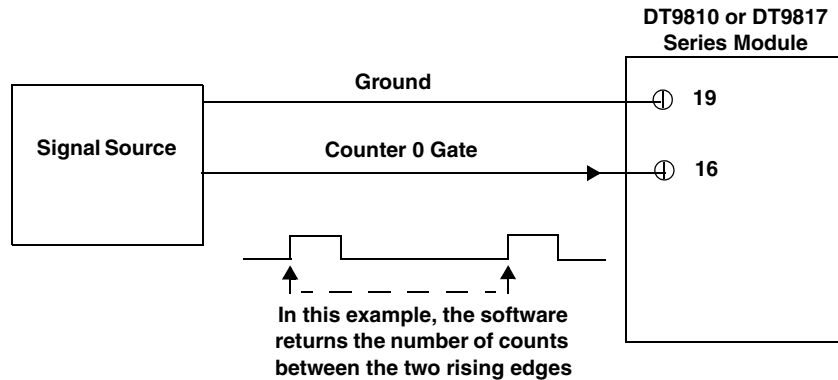 DT9810 or DT9817
Series Module
Ground
19
Signal Source
Counter 0 Gate
16
In this example, the software
returns the number of counts
between the two rising edges